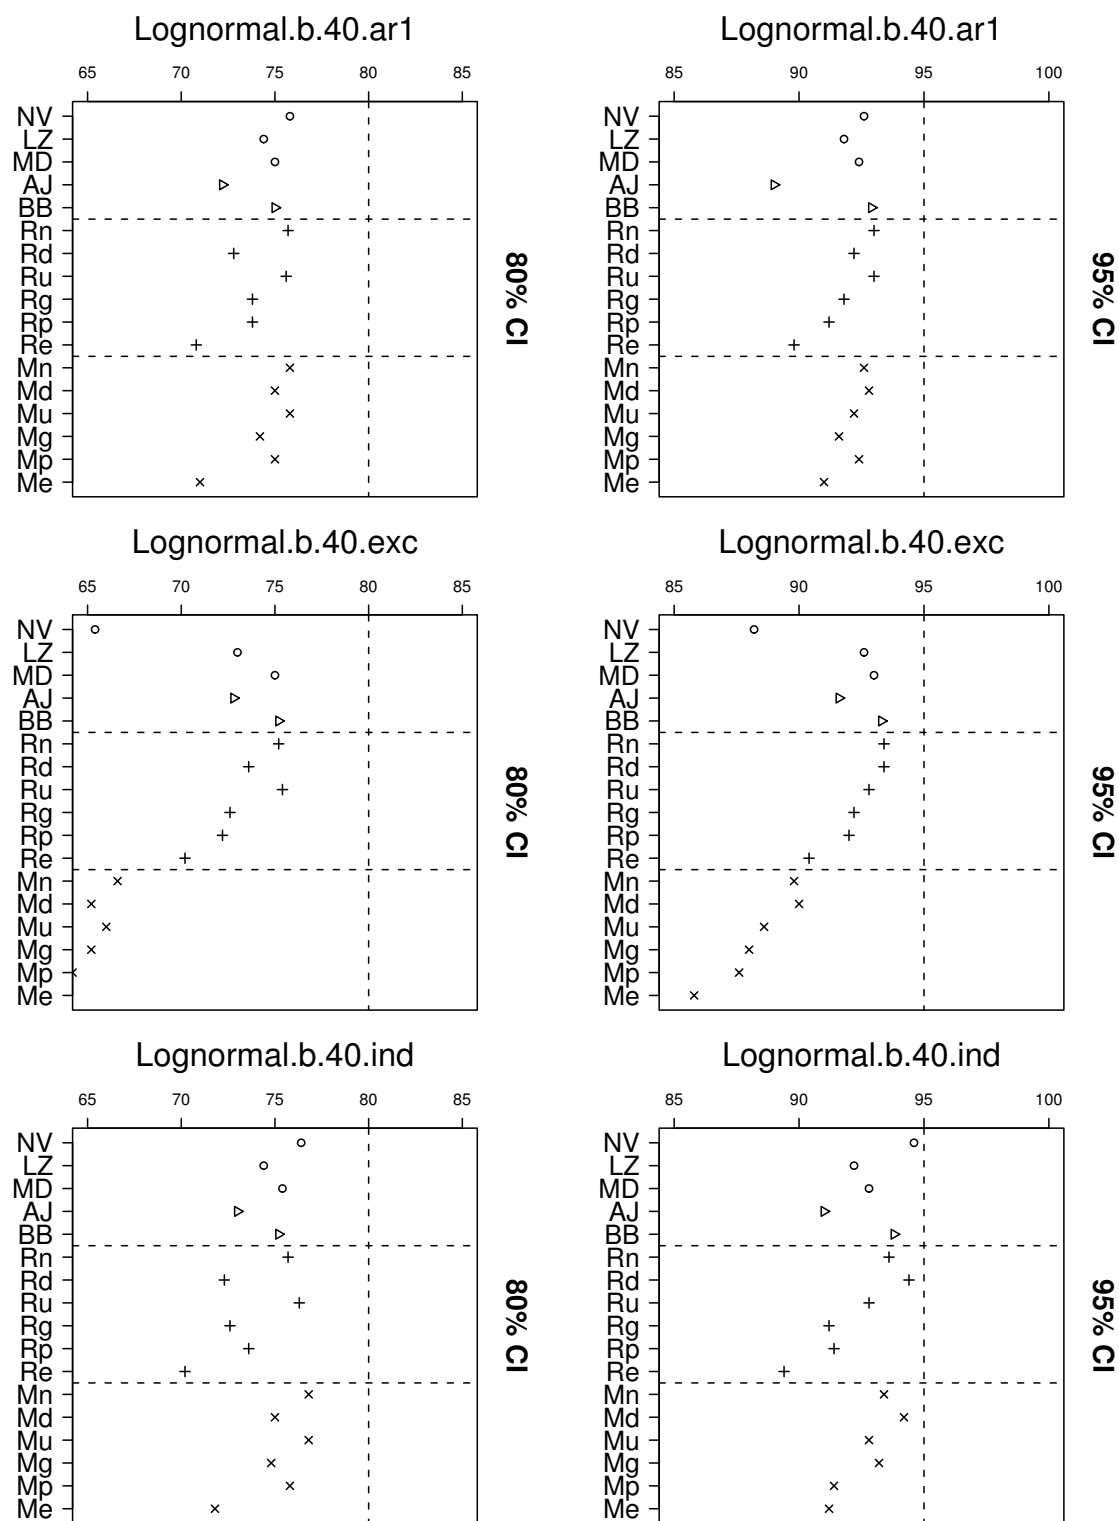 Lognormal.b.40.ar1
65 70 75 80 85
NV
LZ
MD
AJ
BB
Rn
Rd
Ru
Rg
Rp
Re
Mn
Md
Mu
Mg
Mp
Me
80% CI
Lognormal.b.40.ar1
85 90 95 100
NV
LZ
MD
AJ
BB
Rn
Rd
Ru
Rg
Rp
Re
Mn
Md
Mu
Mg
Mp
Me
95% CI
Lognormal.b.40.exc
65 70 75 80 85
NV
LZ
MD
AJ
BB
Rn
Rd
Ru
Rg
Rp
Re
Mn
Md
Mu
Mg
Mp
Me
80% CI
Lognormal.b.40.exc
85 90 95 100
NV
LZ
MD
AJ
BB
Rn
Rd
Ru
Rg
Rp
Re
Mn
Md
Mu
Mg
Mp
Me
95% CI
Lognormal.b.40.ind
65 70 75 80 85
NV
LZ
MD
AJ
BB
Rn
Rd
Ru
Rg
Rp
Re
Mn
Md
Mu
Mg
Mp
Me
80% CI
Lognormal.b.40.ind
85 90 95 100
NV
LZ
MD
AJ
BB
Rn
Rd
Ru
Rg
Rp
Re
Mn
Md
Mu
Mg
Mp
Me
95% CI